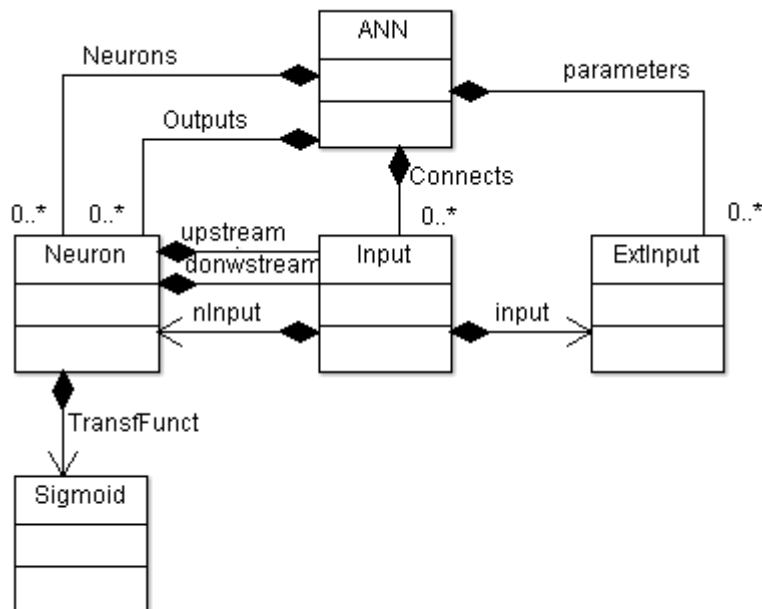 ANN
Neurons
parameters
Outputs
Connects
0..*
0..*
0..*
0..*
Neuron
upstream
donwstream
Input
ExtInput
nInput
input
TransfFunct
Sigmoid